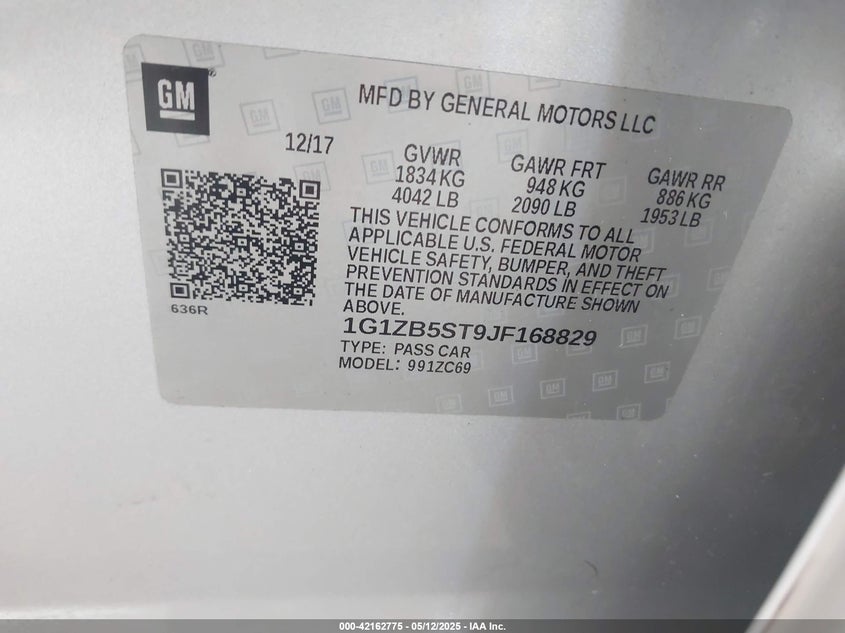 GM
MFD BY GENERAL MOTORS LLC
12/17
GVWR
1834 KG
4042 LB
GAWR FRT
948 KG
2090 LB
GAWR RR
886 KG
1953 LB
THIS VEHICLE CONFORMS TO ALL
APPLICABLE U.S. FEDERAL MOTOR
VEHICLE SAFETY, BUMPER, AND THEFT
PREVENTION STANDARDS IN EFFECT ON
THE DATE OF MANUFACTURE SHOWN
ABOVE.
636R
1G1ZB5ST9JF168829
TYPE: PASS CAR
MODEL: 991ZC69
000-42162775 - 05/12/2025 - IAA Inc.